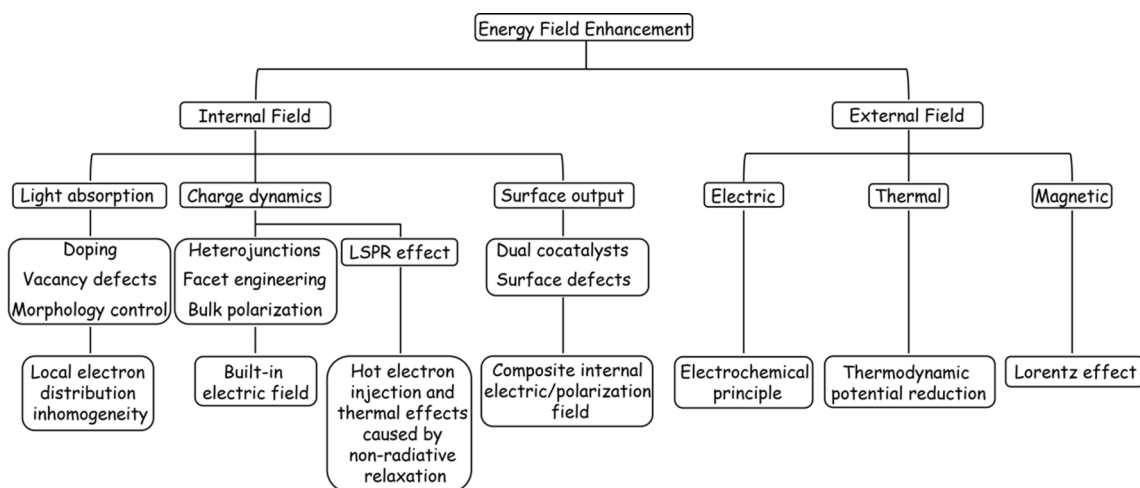 Energy Field Enhancement
Internal Field
External Field
Light absorption
Charge dynamics
Surface output
Electric
Thermal
Magnetic
Doping
Vacancy defects
Morphology control
Heterojunctions
Facet engineering
Bulk polarization
LSPR effect
Dual cocatalysts
Surface defects
Local electron
distribution
inhomogeneity
Built-in
electric field
Hot electron
injection and
thermal effects
caused by
non-radiative
relaxation
Composite internal
electric/polarization
field
Electrochemical
principle
Thermodynamic
potential reduction
Lorentz effect